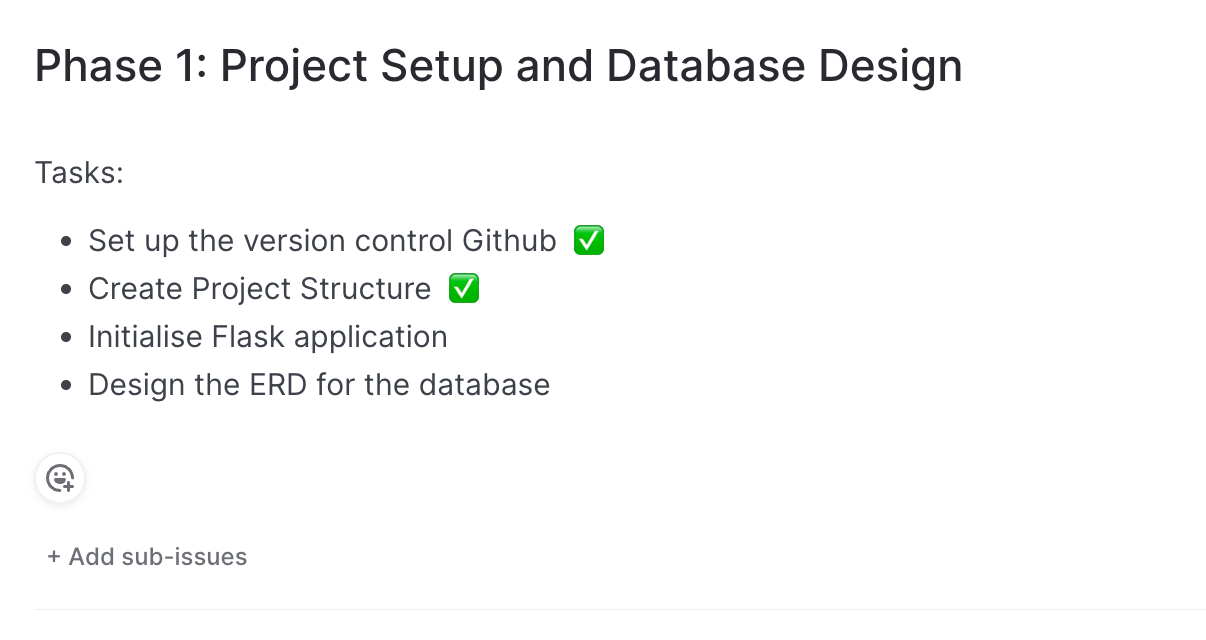 Phase 1: Project Setup and Database Design
Tasks:
• Set up the version control Github ✅
• Create Project Structure ✅
• Initialise Flask application
• Design the ERD for the database
+ Add sub-issues